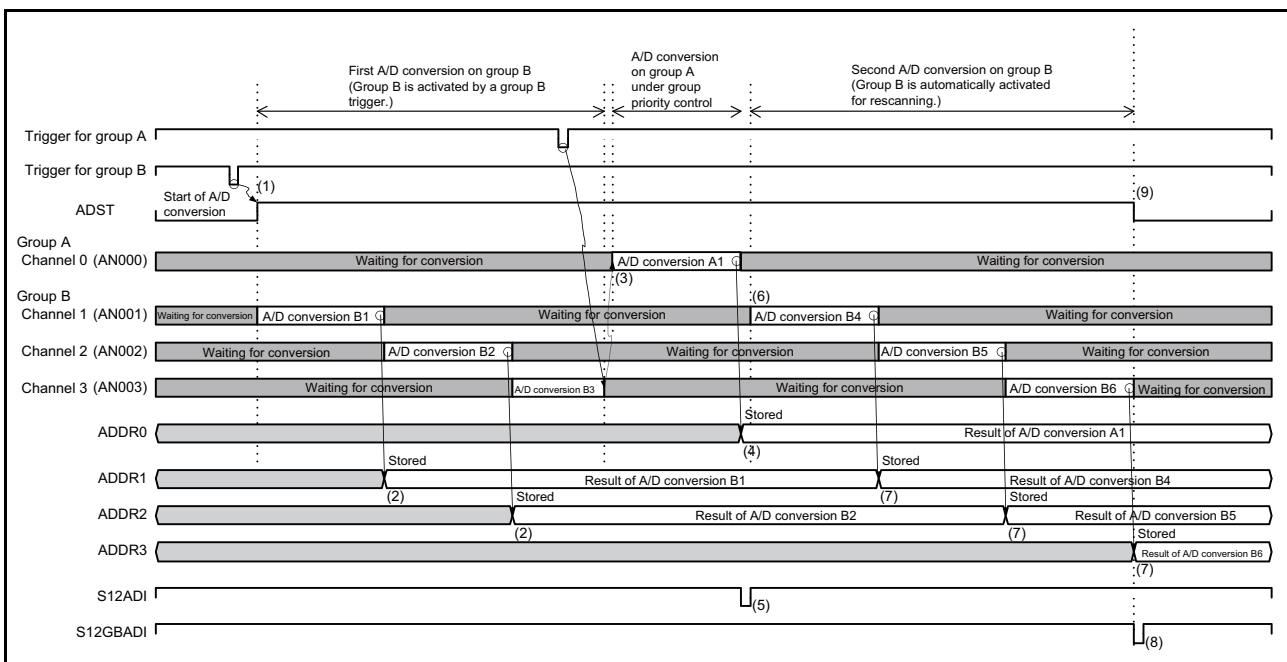 First A/D conversion on group B
(Group B is activated by a group B
trigger.)
A/D conversion
on group A
under group
priority control
Second A/D conversion on group B
(Group B is automatically activated
for rescanning.)
Trigger for group A
Trigger for group B
(1)
Start of A/D
conversion
ADST
(9)
Group A
Channel 0 (AN000)
Waiting for conversion
A/D conversion A1
Waiting for conversion
(3)
Group B
(6)
Channel 1 (AN001)
Waiting for conversion
A/D conversion B1
Waiting for conversion
A/D conversion B4
Waiting for conversion
Channel 2 (AN002)
Waiting for conversion
A/D conversion B2
Waiting for conversion
A/D conversion B5
Waiting for conversion
Channel 3 (AN003)
Waiting for conversion
A/D conversion B3
Waiting for conversion
A/D conversion B6
Waiting for conversion
ADDR0
Stored
Result of A/D conversion A1
(4)
ADDR1
Stored
Result of A/D conversion B1
Stored
Result of A/D conversion B4
(2)
(7)
ADDR2
Stored
Result of A/D conversion B2
Stored
Result of A/D conversion B5
(2)
(7)
ADDR3
Stored
Result of A/D conversion B6
(7)
S12ADI
(5)
S12GBADI
(8)